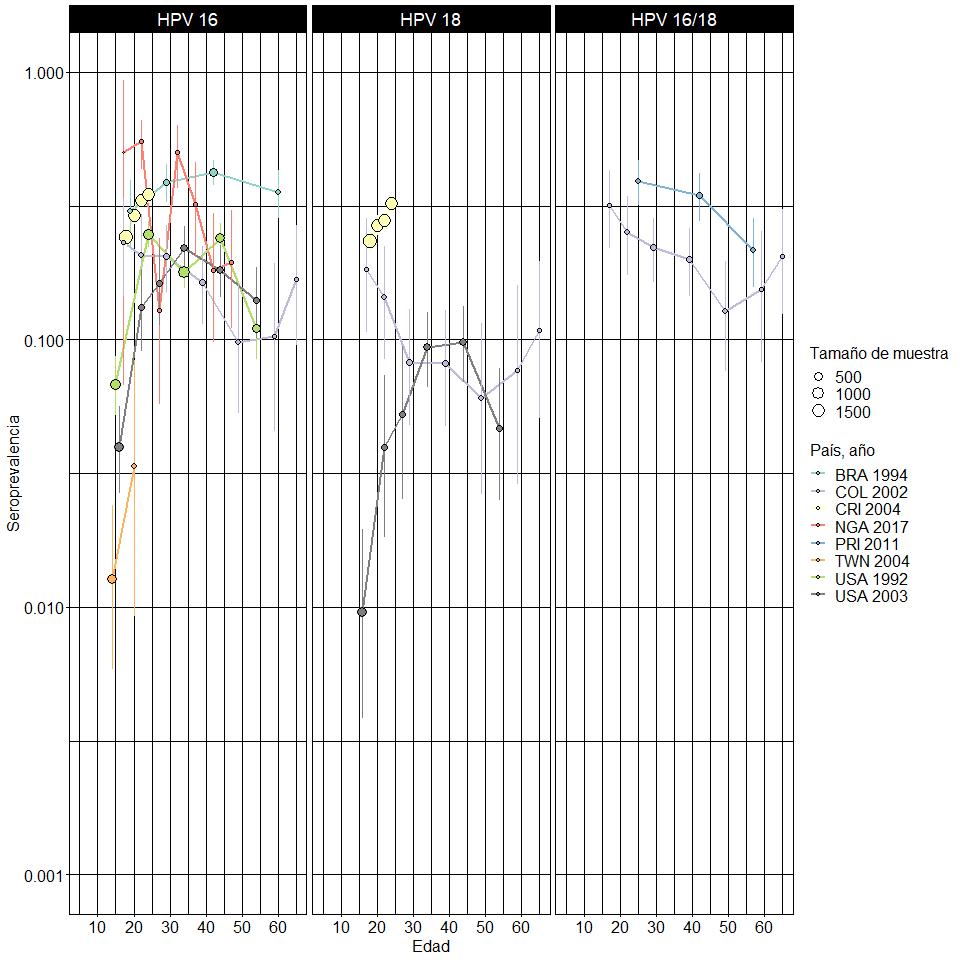 HPV 16
HPV 18
HPV 16/18
1.000
0.100
0.010
0.001
Seroprevalencia
10 20 30 40 50 60
10 20 30 40 50 60
10 20 30 40 50 60
Edad
Tamaño de muestra
500
1000
1500
País, año
BRA 1994
COL 2002
CRI 2004
NGA 2017
PRI 2011
TWN 2004
USA 1992
USA 2003